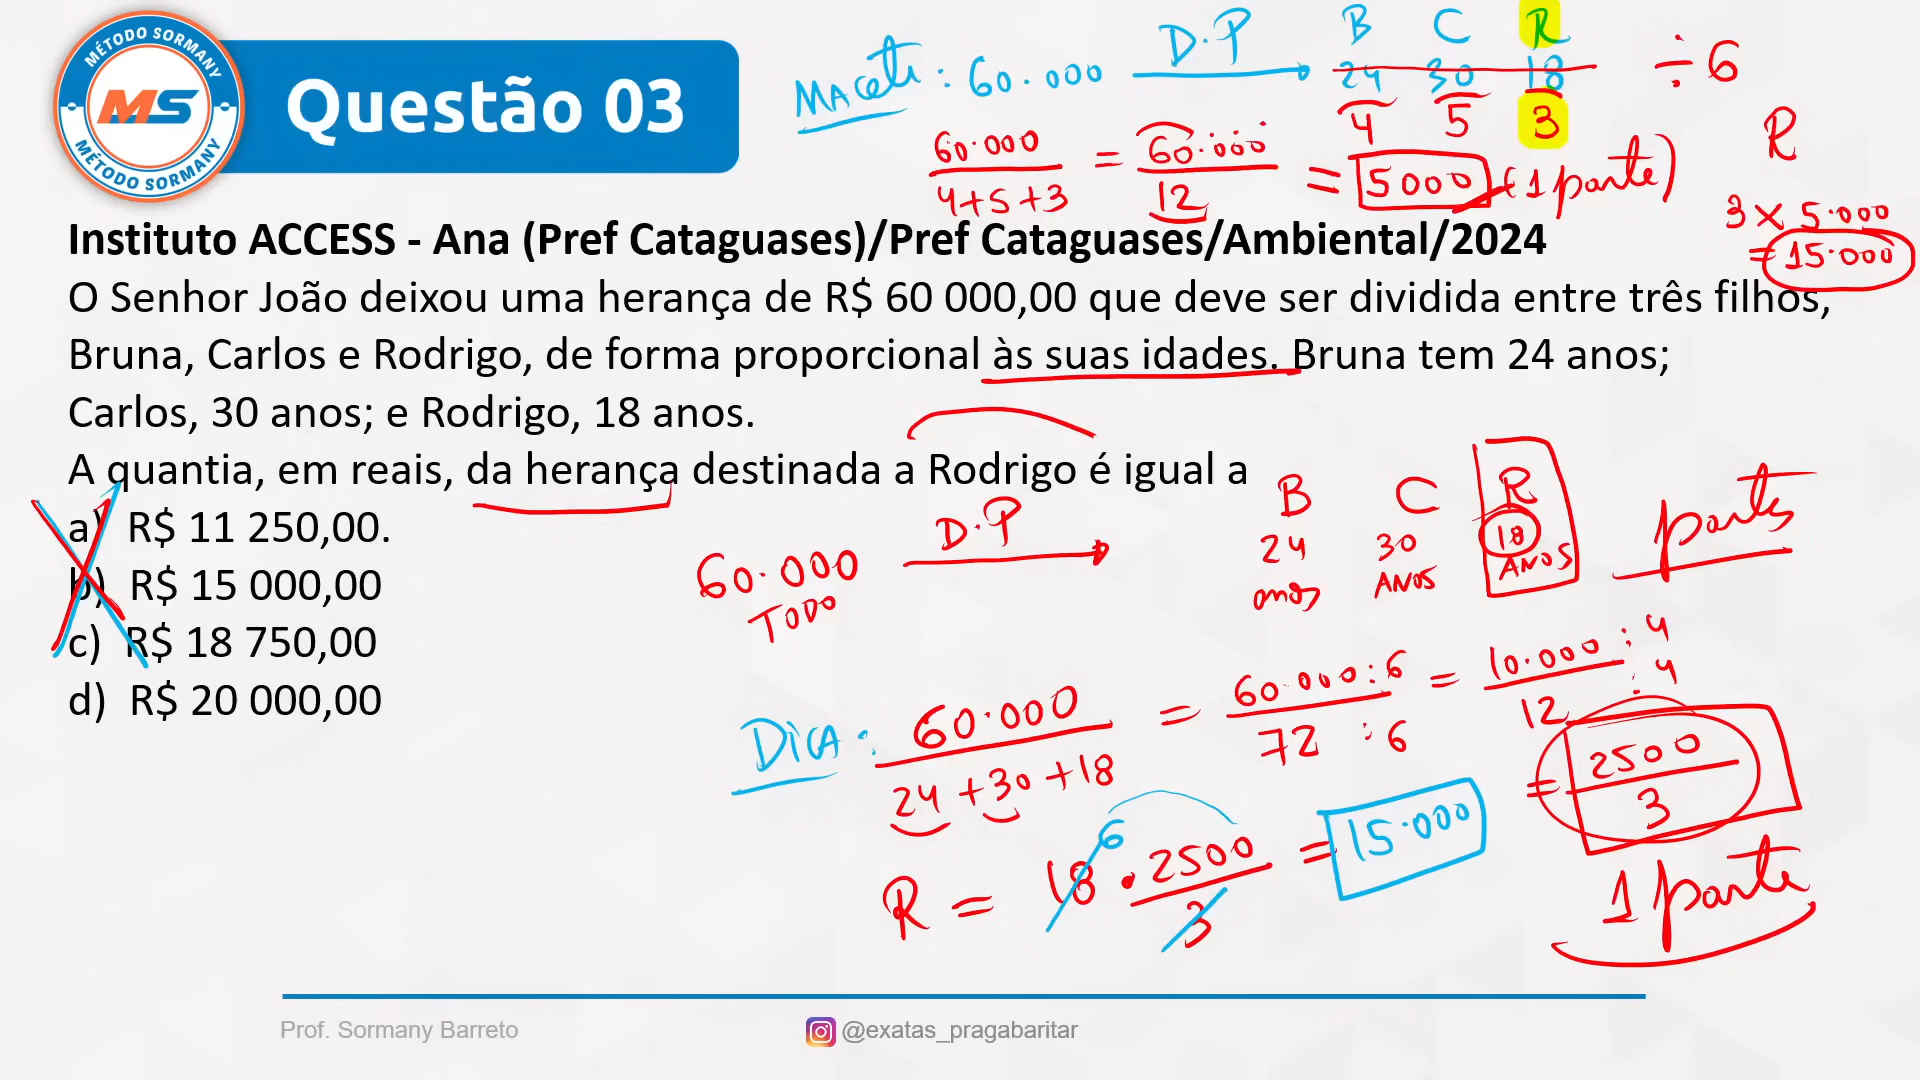 MÉTODO SORMANY
MS
MÉTODO SORMANY
Questão 03
Macete: 60.000 D.P B C R
24 30 18 ÷6
4 5 3
60.000 / 4+5+3 = 60.000 / 12 = 5000 (1 parte)
R
3 x 5.000
= 15.000
Instituto ACCESS - Ana (Pref Cataguases)/Pref Cataguases/Ambiental/2024
O Senhor João deixou uma herança de R$ 60 000,00 que deve ser dividida entre três filhos,
Bruna, Carlos e Rodrigo, de forma proporcional às suas idades. Bruna tem 24 anos;
Carlos, 30 anos; e Rodrigo, 18 anos.
A quantia, em reais, da herança destinada a Rodrigo é igual a
a) R$ 11 250,00.
b) R$ 15 000,00
c) R$ 18 750,00
d) R$ 20 000,00
60.000 D.P B C R partes
TODO 24 30 18
anos ANOS ANOS
DICA: 60.000 / 24+30+18 = 60.000 :6 / 72 :6 = 10.000 :4 / 12 :4
= 2500 / 3
1 parte
R = 18 6 . 2500 / 3 = 15.000
Prof. Sormany Barreto
@exatas_pragabaritar